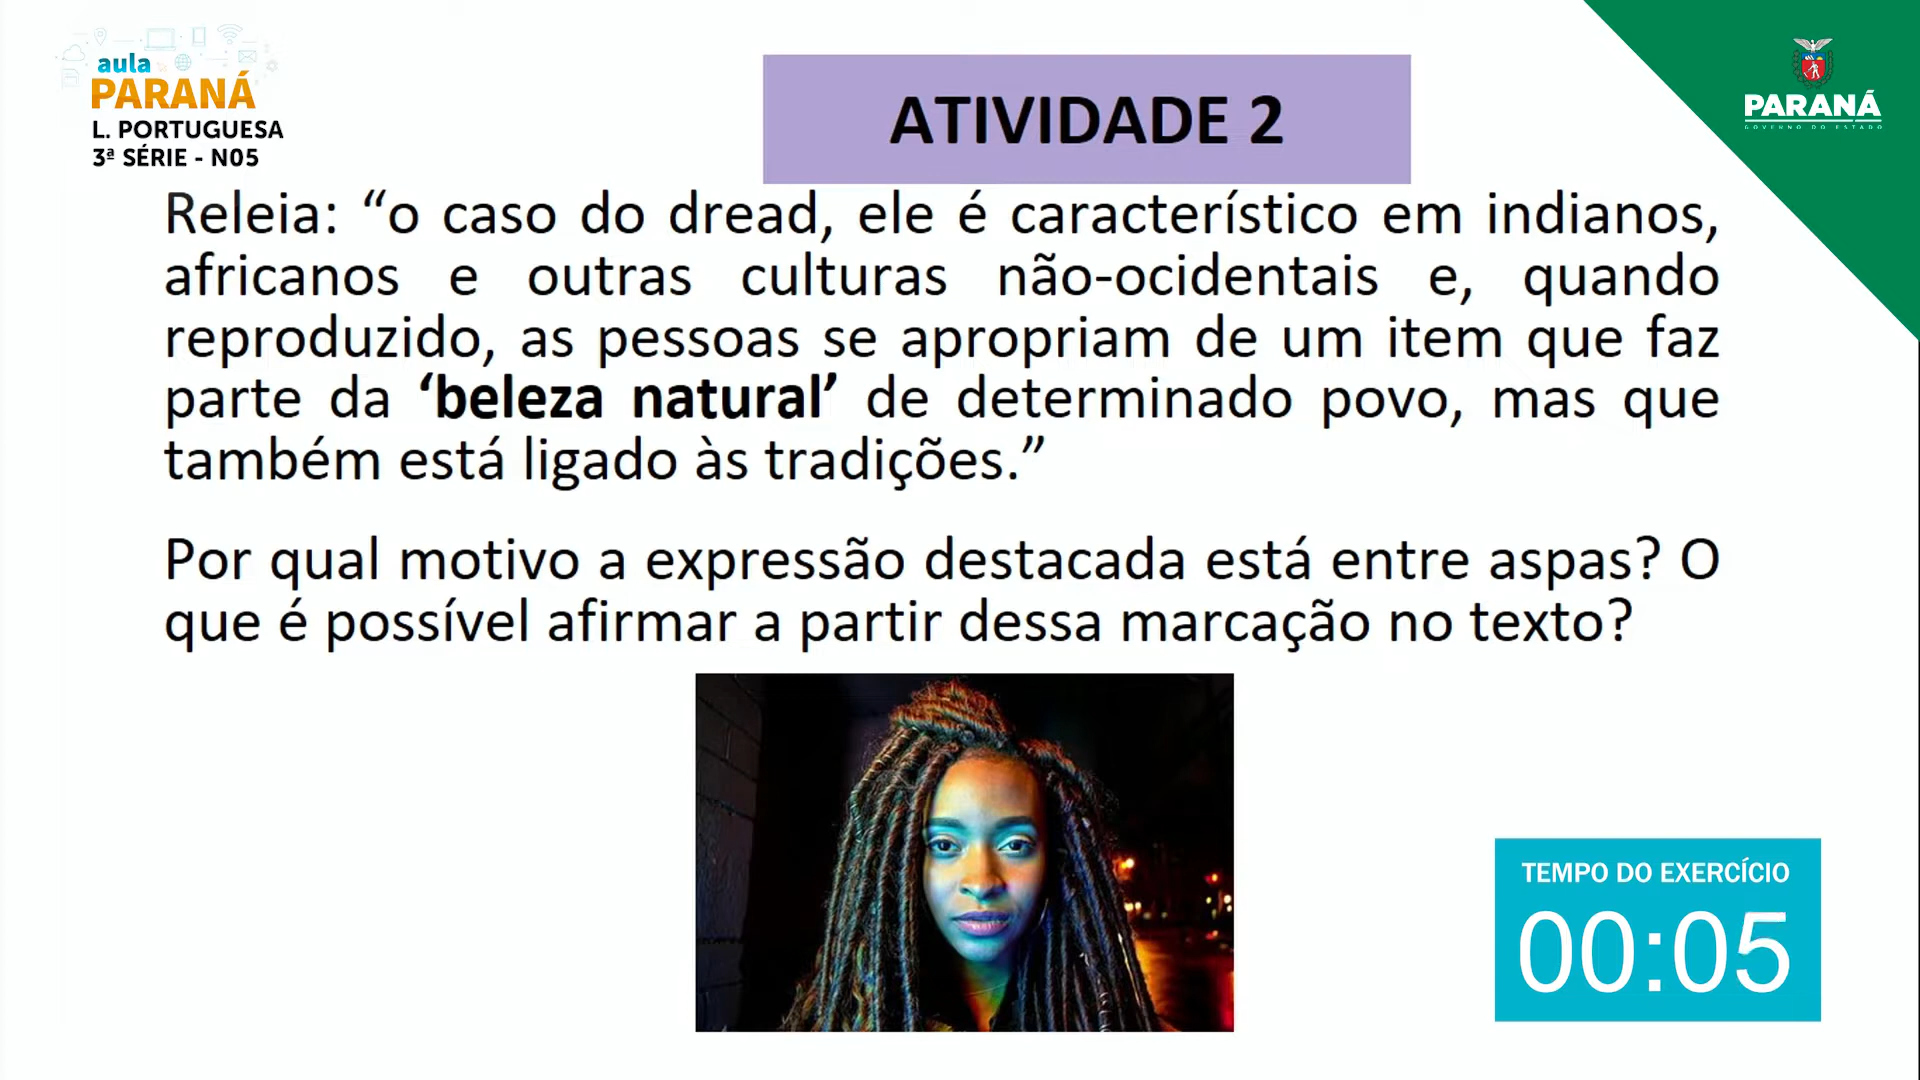 aula
PARANÁ
L. PORTUGUESA
3ª SÉRIE - N05
ATIVIDADE 2
PARANÁ
GOVERNO DO ESTADO
Releia: “o caso do dread, ele é característico em indianos,
africanos e outras culturas não-ocidentais e, quando
reproduzido, as pessoas se apropriam de um item que faz
parte da ‘beleza natural’ de determinado povo, mas que
também está ligado às tradições.”
Por qual motivo a expressão destacada está entre aspas? O
que é possível afirmar a partir dessa marcação no texto?
TEMPO DO EXERCÍCIO
00:05